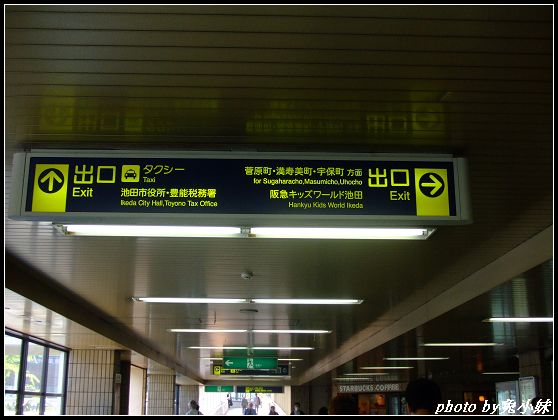 出口 タクシー
Exit Taxi
池田市役所・豊能税務署
Ikeda City Hall,Toyono Tax Office
菅原町・満寿美町・宇保町 方面
for Sugaharacho,Masumicho,Uhocho
阪急キッズワールド池田
Hankyu Kids World Ikeda
出口
Exit
STARBUCKS COFFEE
photo by 魚小妹